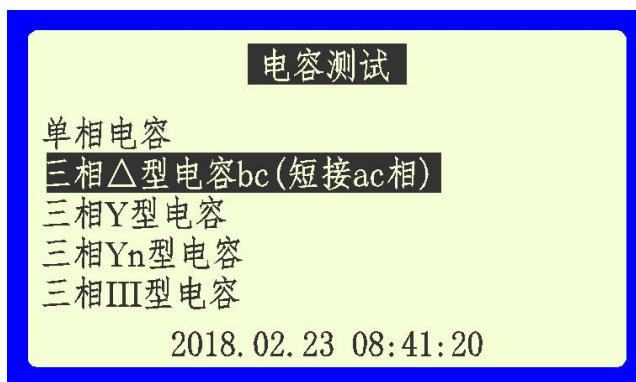 电容测试
单相电容
三相△型电容bc(短接ac相)
三相Y型电容
三相Yn型电容
三相III型电容
2018.02.23 08:41:20